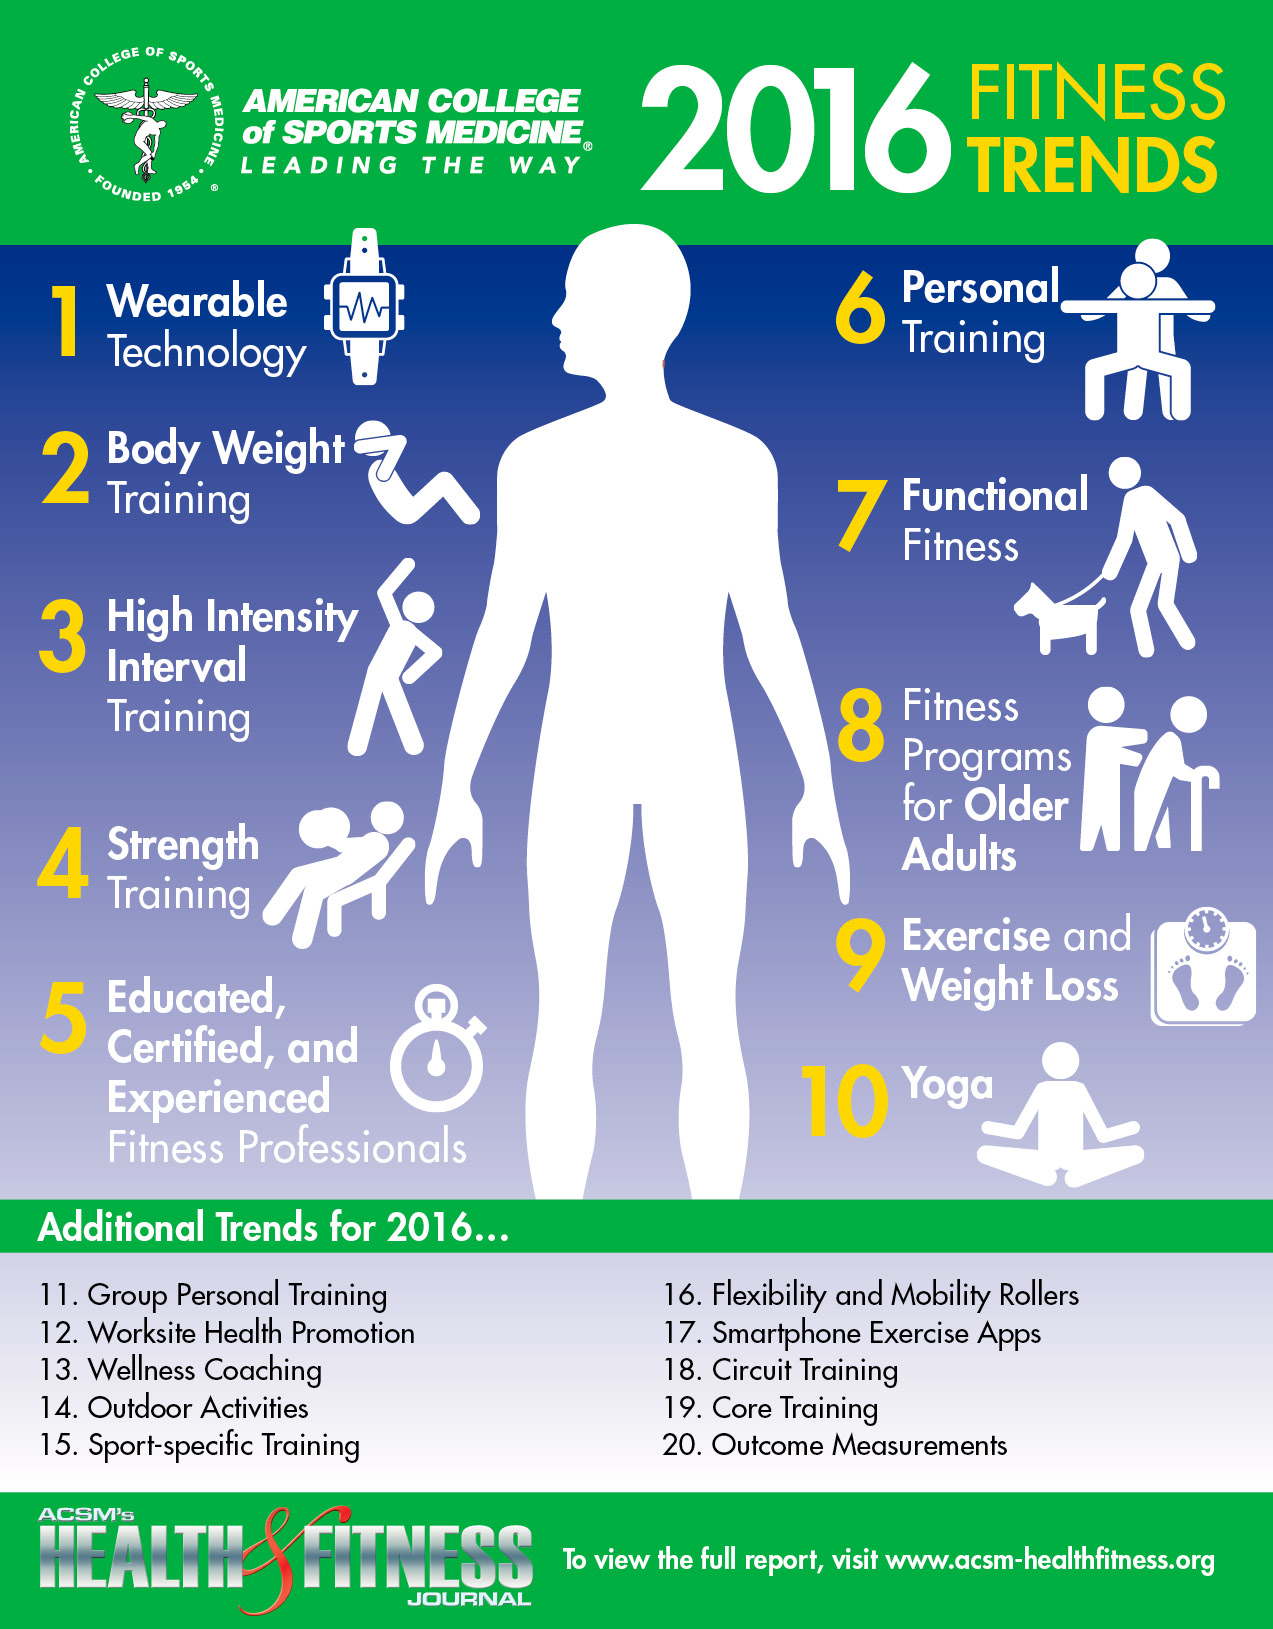 AMERICAN COLLEGE OF SPORTS MEDICINE
• FOUNDED 1954 •
®
AMERICAN COLLEGE
of SPORTS MEDICINE®
LEADING THE WAY
2016 FITNESS
TRENDS
1 Wearable
Technology
2 Body Weight
Training
3 High Intensity
Interval
Training
4 Strength
Training
5 Educated,
Certified, and
Experienced
Fitness Professionals
6 Personal
Training
7 Functional
Fitness
8 Fitness
Programs
for Older
Adults
9 Exercise and
Weight Loss
10 Yoga
Additional Trends for 2016...
11. Group Personal Training
12. Worksite Health Promotion
13. Wellness Coaching
14. Outdoor Activities
15. Sport-specific Training
16. Flexibility and Mobility Rollers
17. Smartphone Exercise Apps
18. Circuit Training
19. Core Training
20. Outcome Measurements
ACSM's
HEALTH & FITNESS
JOURNAL
To view the full report, visit www.acsm-healthfitness.org